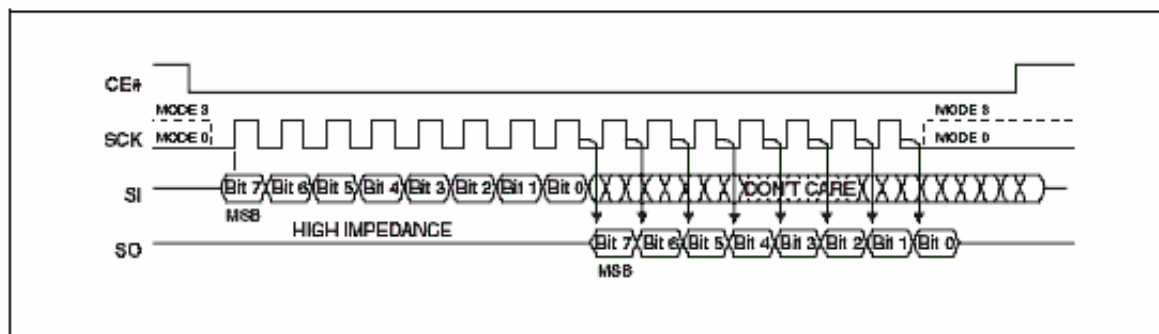 CE#
MODE 3
MODE 3
SCK
MODE 0
MODE 0
SI
Bit 7 Bit 6 Bit 5 Bit 4 Bit 3 Bit 2 Bit 1 Bit 0
DON'T CARE
MSB
HIGH IMPEDANCE
SO
Bit 7 Bit 6 Bit 5 Bit 4 Bit 3 Bit 2 Bit 1 Bit 0
MSB